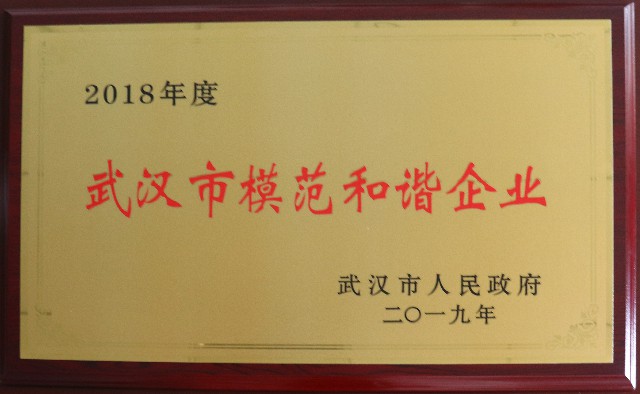 2018年度
武汉市模范和谐企业
武汉市人民政府
二〇一九年